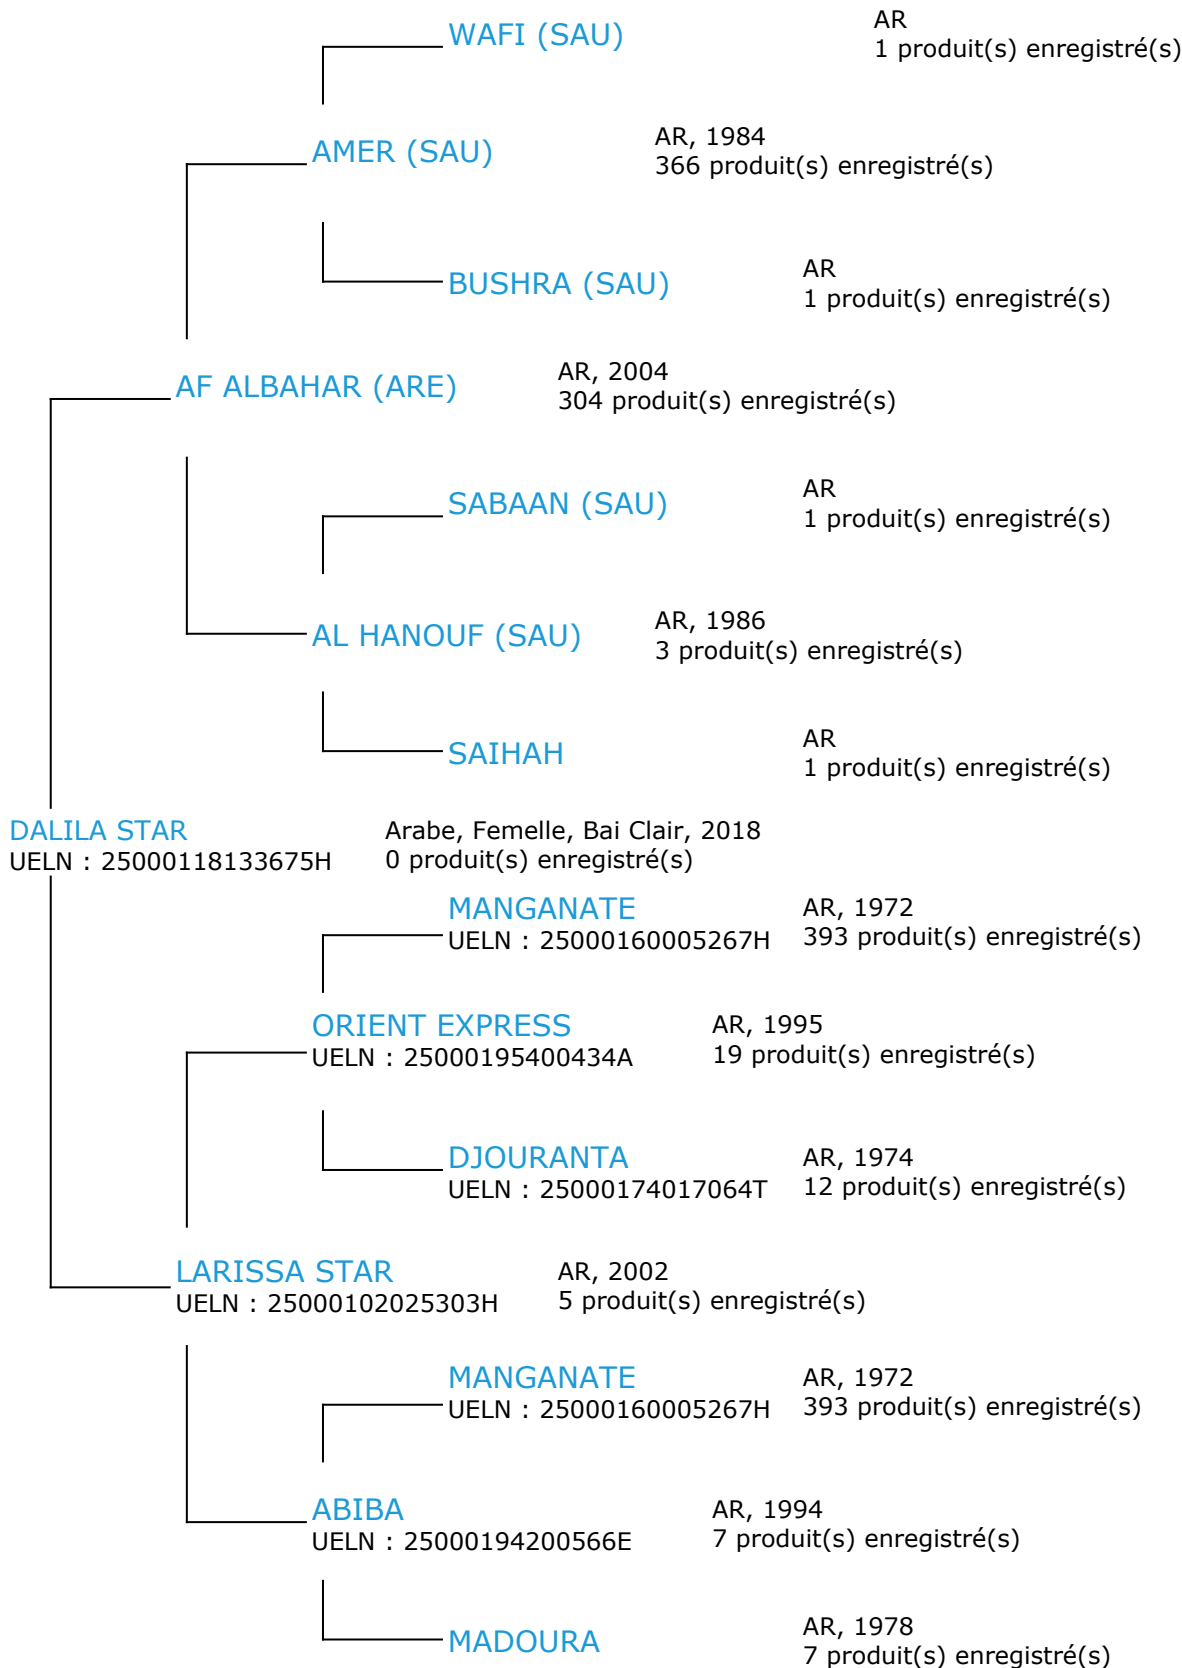 WAFI (SAU)
AR
1 produit(s) enregistré(s)
AMER (SAU)
AR, 1984
366 produit(s) enregistré(s)
BUSHRA (SAU)
AR
1 produit(s) enregistré(s)
AF ALBAHAR (ARE)
AR, 2004
304 produit(s) enregistré(s)
SABAAN (SAU)
AR
1 produit(s) enregistré(s)
AL HANOUF (SAU)
AR, 1986
3 produit(s) enregistré(s)
SAIHAH
AR
1 produit(s) enregistré(s)
DALILA STAR
UELN : 25000118133675H
Arabe, Femelle, Bai Clair, 2018
0 produit(s) enregistré(s)
MANGANATE
UELN : 25000160005267H
AR, 1972
393 produit(s) enregistré(s)
ORIENT EXPRESS
UELN : 25000195400434A
AR, 1995
19 produit(s) enregistré(s)
DJOURANTA
UELN : 25000174017064T
AR, 1974
12 produit(s) enregistré(s)
LARISSA STAR
UELN : 25000102025303H
AR, 2002
5 produit(s) enregistré(s)
MANGANATE
UELN : 25000160005267H
AR, 1972
393 produit(s) enregistré(s)
ABIBA
UELN : 25000194200566E
AR, 1994
7 produit(s) enregistré(s)
MADOURA
AR, 1978
7 produit(s) enregistré(s)